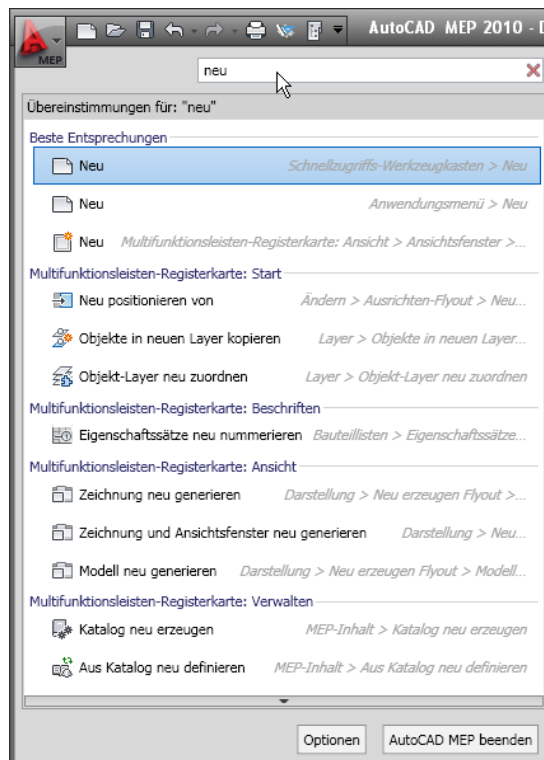 AutoCAD MEP 2010 - D
MEP
neu
Übereinstimmungen für: "neu"
Beste Entsprechungen
Neu Schnellzugriffs-Werkzeugkasten > Neu
Neu Anwendungsmenü > Neu
Neu Multifunktionsleisten-Registerkarte: Ansicht > Ansichtsfenster >...
Multifunktionsleisten-Registerkarte: Start
Neu positionieren von Ändern > Ausrichten-Flyout > Neu...
Objekte in neuen Layer kopieren Layer > Objekte in neuen Layer...
Objekt-Layer neu zuordnen Layer > Objekt-Layer neu zuordnen
Multifunktionsleisten-Registerkarte: Beschriften
Eigenschaftssätze neu nummerieren Bauteillisten > Eigenschaftssätze...
Multifunktionsleisten-Registerkarte: Ansicht
Zeichnung neu generieren Darstellung > Neu erzeugen Flyout >...
Zeichnung und Ansichtsfenster neu generieren Darstellung > Neu...
Modell neu generieren Darstellung > Neu erzeugen Flyout > Modell...
Multifunktionsleisten-Registerkarte: Verwalten
Katalog neu erzeugen MEP-Inhalt > Katalog neu erzeugen
Aus Katalog neu definieren MEP-Inhalt > Aus Katalog neu definieren
Optionen AutoCAD MEP beenden